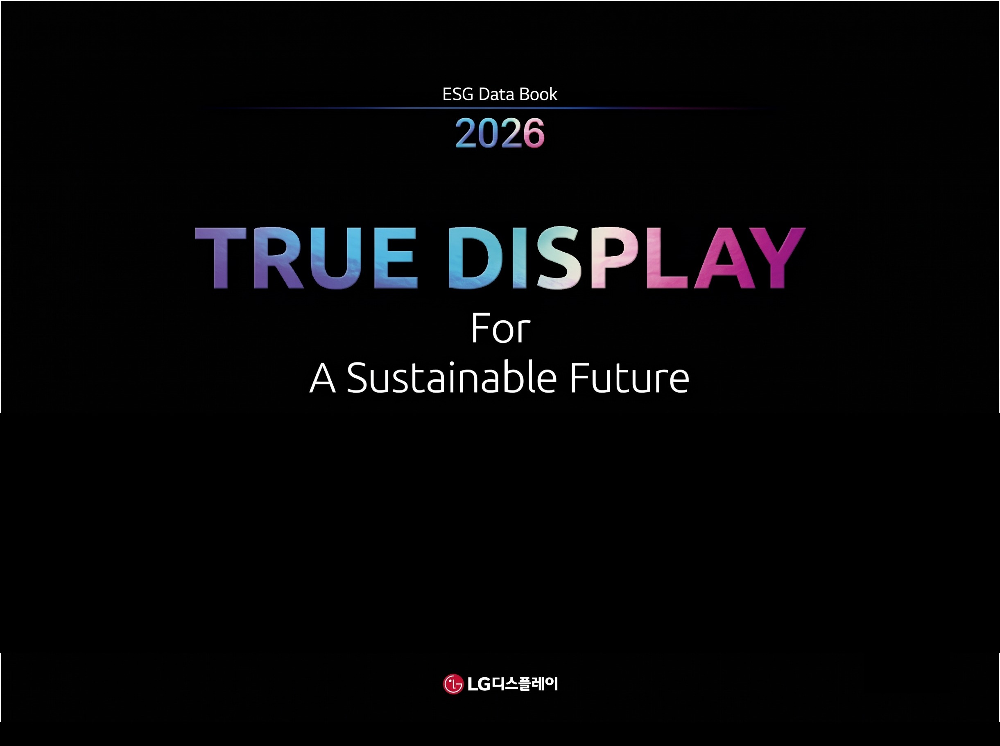 ESG Data Book
2026
TRUE DISPLAY
For
A Sustainable Future
LG디스플레이